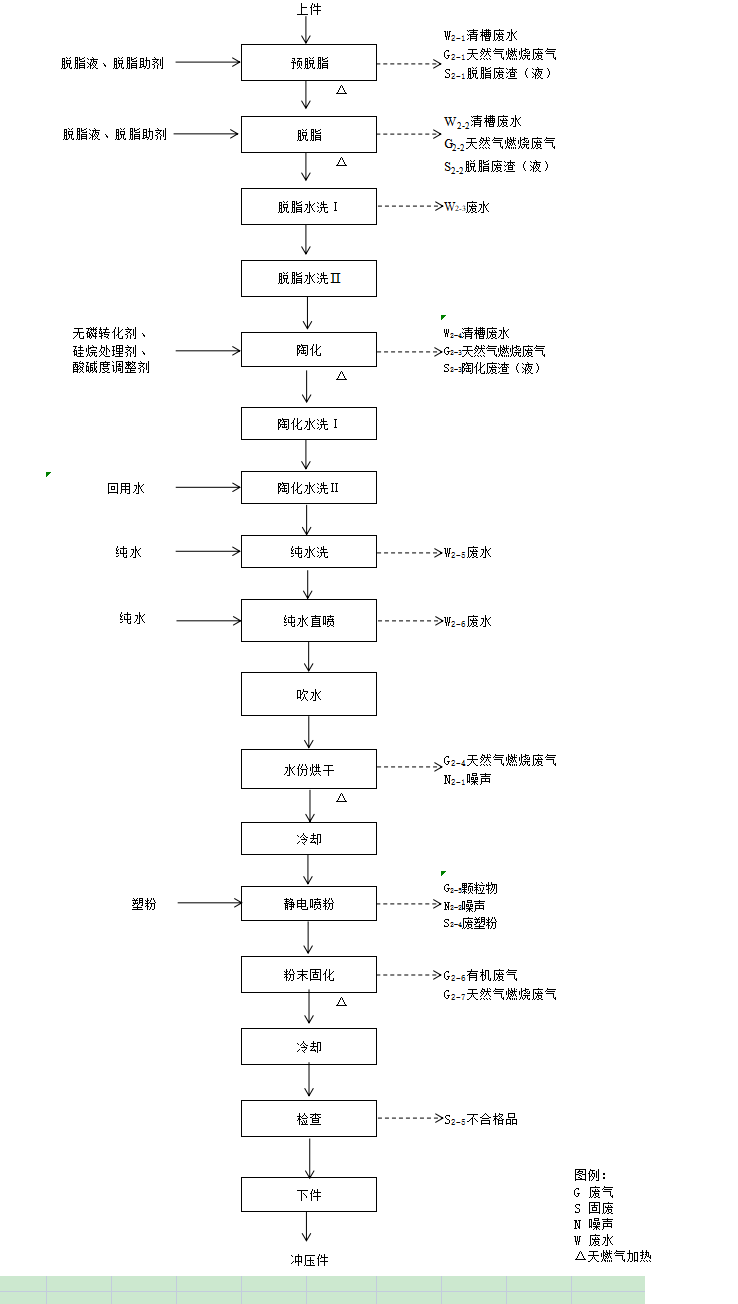 上件
脱脂液、脱脂助剂
预脱脂
W2-1清槽废水
G2-1天然气燃烧废气
S2-1脱脂废渣（液）
△
脱脂液、脱脂助剂
脱脂
W2-2清槽废水
G2-2天然气燃烧废气
S2-2脱脂废渣（液）
△
脱脂水洗Ⅰ
W2-3废水
脱脂水洗Ⅱ
无磷转化剂、
硅烷处理剂、
酸碱度调整剂
陶化
W2-4清槽废水
G2-3天然气燃烧废气
S2-3陶化废渣（液）
△
陶化水洗Ⅰ
回用水
陶化水洗Ⅱ
纯水
纯水洗
W2-5废水
纯水
纯水直喷
W2-6废水
吹水
水份烘干
G2-4天然气燃烧废气
N2-1噪声
△
冷却
塑粉
静电喷粉
G2-5颗粒物
N2-2噪声
S2-4废塑粉
粉末固化
G2-6有机废气
G2-7天然气燃烧废气
△
冷却
检查
S2-5不合格品
下件
冲压件
图例：
G 废气
S 固废
N 噪声
W 废水
△天燃气加热